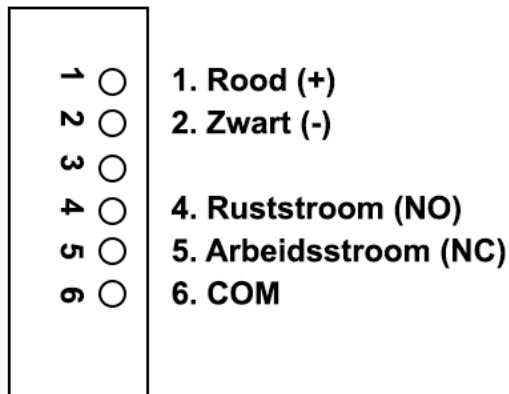 1 1. Rood (+)
2 2. Zwart (-)
3
4 4. Ruststroom (NO)
5 5. Arbeidsstroom (NC)
6 6. COM